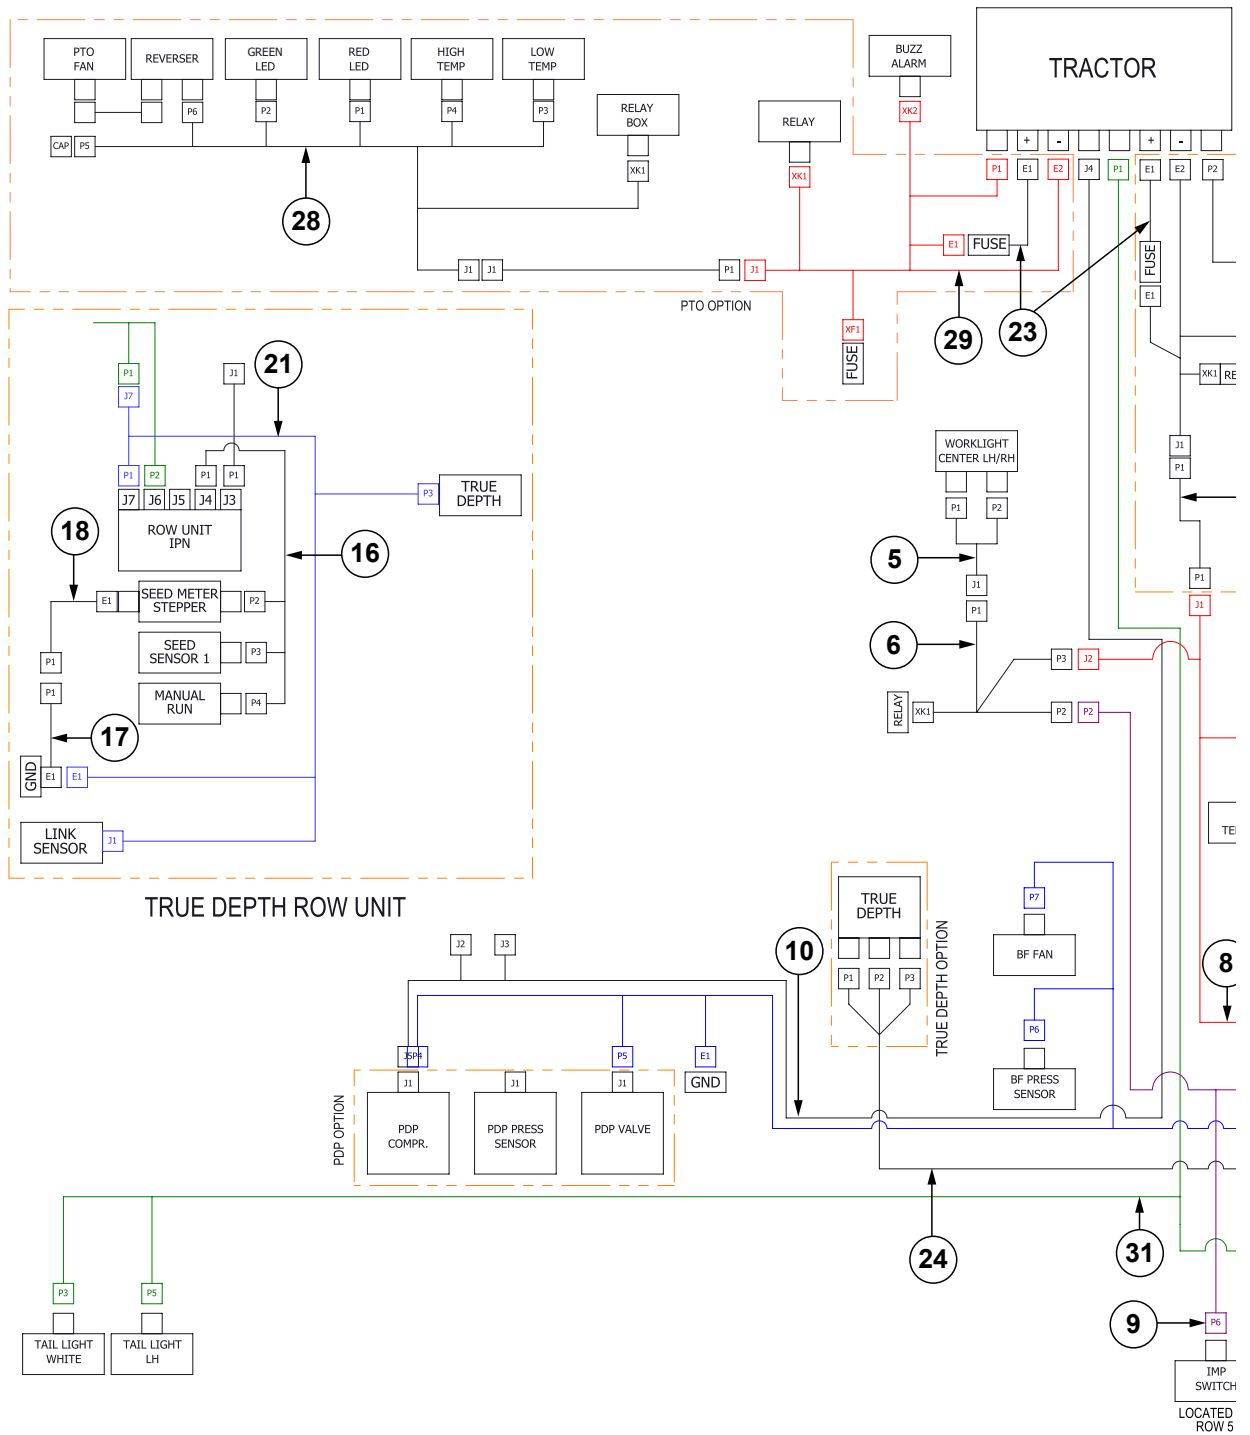 PTO
FAN
REVERSER
GREEN
LED
RED
LED
HIGH
TEMP
LOW
TEMP
BUZZ
ALARM
TRACTOR
RELAY
BOX
RELAY
P6
P2
P1
P4
P3
XK2
+
-
+
-
CAP
P5
XK1
XK1
P1
E1
E2
J4
P1
E1
E2
P2
28
E1
FUSE
FUSE
J1
J1
P1
J1
E1
PTO OPTION
XF1
FUSE
29
23
21
P1
J7
J1
XK1
WORKLIGHT
CENTER LH/RH
J1
P1
P1
P2
P1
P1
J7
J6
J5
J4
J3
P3
TRUE
DEPTH
P1
P2
ROW UNIT
IPN
18
16
5
SEED METER
STEPPER
E1
P2
J1
P1
P1
J1
SEED
SENSOR 1
P3
6
P1
P3
J2
P1
MANUAL
RUN
P4
RELAY
XK1
P2
P2
17
GND
E1
E1
LINK
SENSOR
J1
TRUE DEPTH ROW UNIT
TRUE
DEPTH
P7
J2
J3
10
TRUE DEPTH OPTION
BF FAN
8
P1
P2
P3
P6
J5
P4
P5
E1
GND
J1
J1
J1
BF PRESS
SENSOR
PDP OPTION
PDP
COMPR.
PDP PRESS
SENSOR
PDP VALVE
24
31
P3
P5
9
P6
TAIL LIGHT
WHITE
TAIL LIGHT
LH
IMP
SWITCH
LOCATED
ROW 5